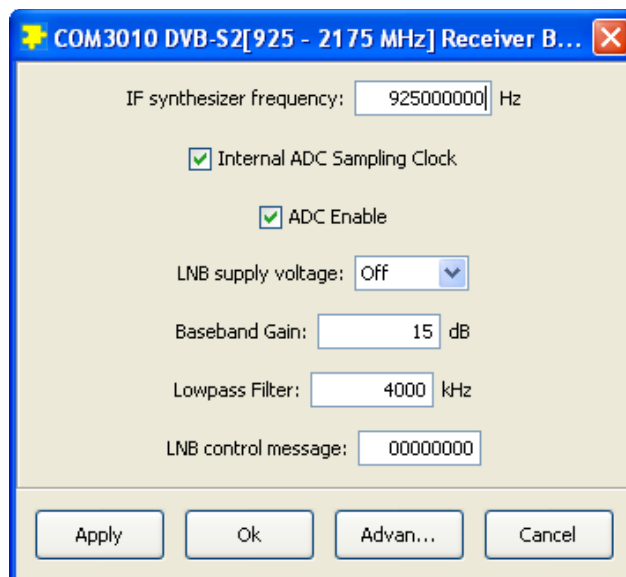 COM3010 DVB-S2[925 - 2175 MHz] Receiver B...
IF synthesizer frequency: 925000000 Hz
Internal ADC Sampling Clock
ADC Enable
LNB supply voltage: Off
Baseband Gain: 15 dB
Lowpass Filter: 4000 kHz
LNB control message: 00000000
Apply Ok Advan... Cancel